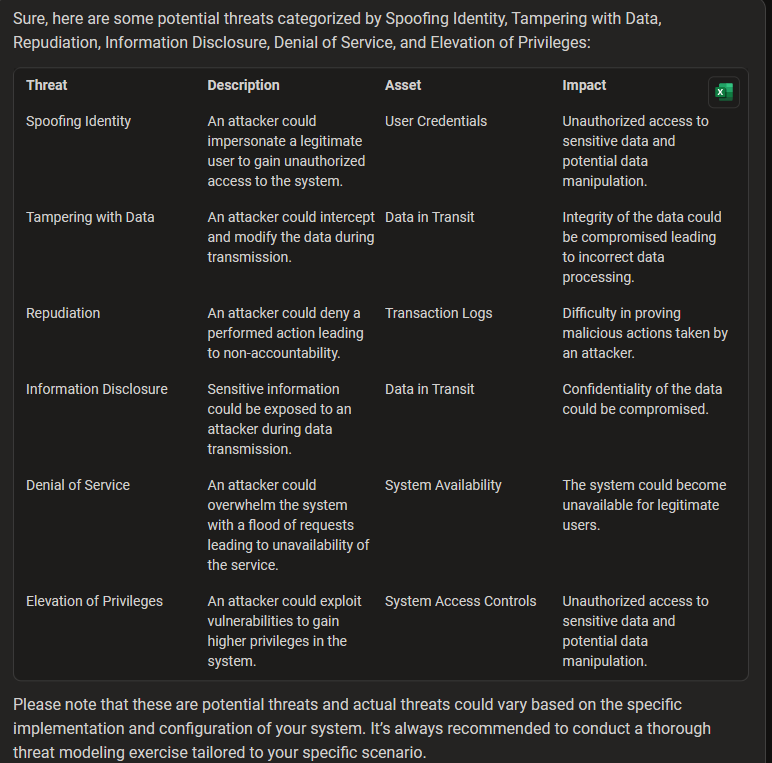 Sure, here are some potential threats categorized by Spoofing Identity, Tampering with Data,
Repudiation, Information Disclosure, Denial of Service, and Elevation of Privileges:
Threat Description Asset Impact
Spoofing Identity An attacker could User Credentials Unauthorized access to
impersonate a legitimate sensitive data and
user to gain unauthorized potential data
access to the system. manipulation.
Tampering with Data An attacker could intercept Data in Transit Integrity of the data could
and modify the data during be compromised leading
transmission. to incorrect data
processing.
Repudiation An attacker could deny a Transaction Logs Difficulty in proving
performed action leading malicious actions taken by
to non-accountability. an attacker.
Information Disclosure Sensitive information Data in Transit Confidentiality of the data
could be exposed to an could be compromised.
attacker during data
transmission.
Denial of Service An attacker could System Availability The system could become
overwhelm the system unavailable for legitimate
with a flood of requests users.
leading to unavailability of
the service.
Elevation of Privileges An attacker could exploit System Access Controls Unauthorized access to
vulnerabilities to gain sensitive data and
higher privileges in the potential data
system. manipulation.
Please note that these are potential threats and actual threats could vary based on the specific
implementation and configuration of your system. It’s always recommended to conduct a thorough
threat modeling exercise tailored to your specific scenario.